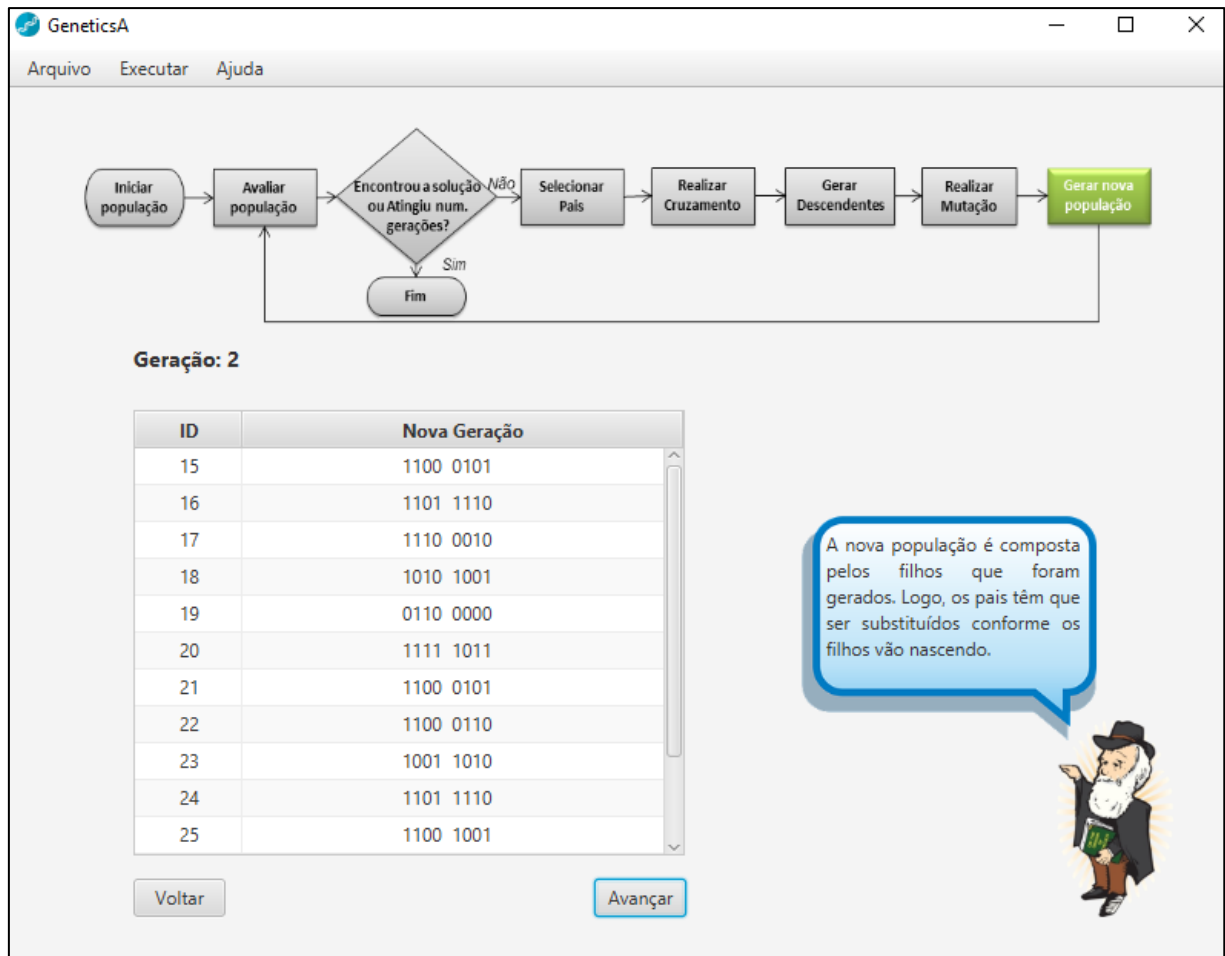 GeneticsA
Arquivo Executar Ajuda
Iniciar
população
Avaliar
população
Encontrou a solução
ou Atingiu num.
gerações?
Não
Sim
Fim
Selecionar
Pais
Realizar
Cruzamento
Gerar
Descendentes
Realizar
Mutação
Gerar nova
população
Geração: 2
ID Nova Geração
15 1100 0101
16 1101 1110
17 1110 0010
18 1010 1001
19 0110 0000
20 1111 1011
21 1100 0101
22 1100 0110
23 1001 1010
24 1101 1110
25 1100 1001
A nova população é composta
pelos filhos que foram
gerados. Logo, os pais têm que
ser substituídos conforme os
filhos vão nascendo.
Voltar Avançar